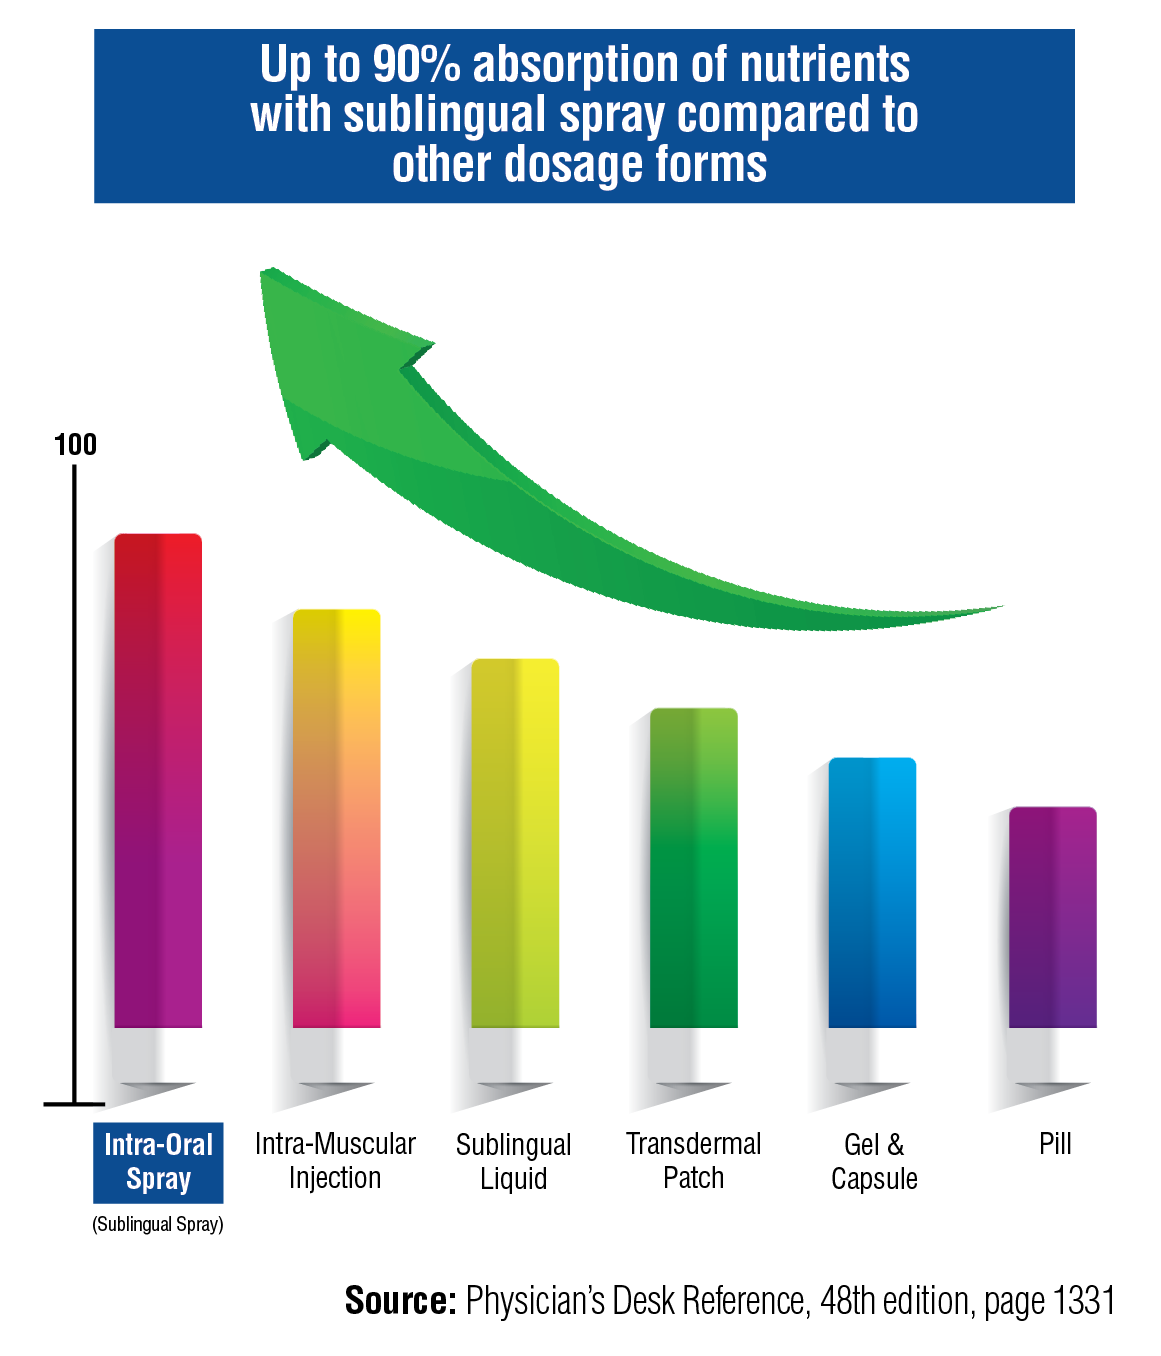 Up to 90% absorption of nutrients
with sublingual spray compared to
other dosage forms
100
Intra-Oral
Spray
(Sublingual Spray)
Intra-Muscular
Injection
Sublingual
Liquid
Transdermal
Patch
Gel &
Capsule
Pill
Source: Physician’s Desk Reference, 48th edition, page 1331